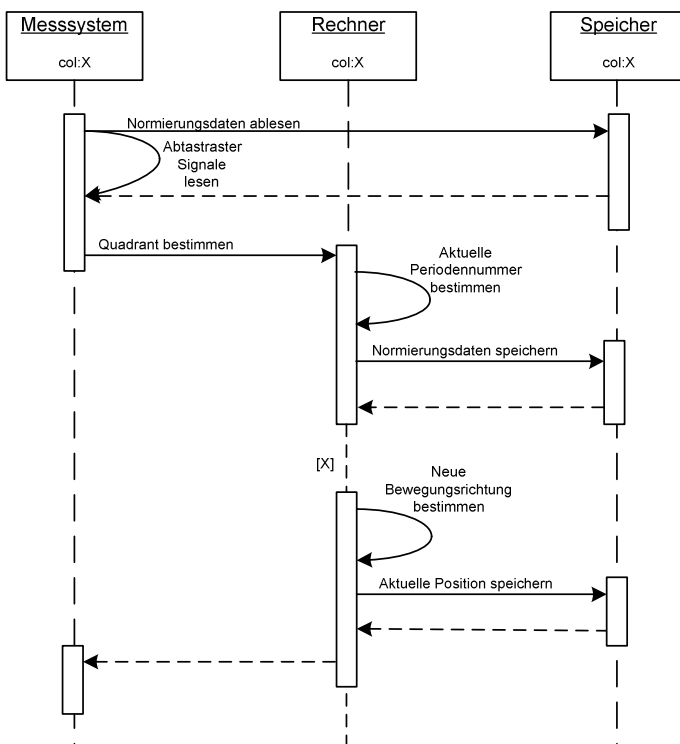 Messsystem
col:X
Rechner
col:X
Speicher
col:X
Normierungsdaten ablesen
Abtastraster
Signale
lesen
Quadrant bestimmen
Aktuelle
Periodennummer
bestimmen
Normierungsdaten speichern
[X]
Neue
Bewegungsrichtung
bestimmen
Aktuelle Position speichern